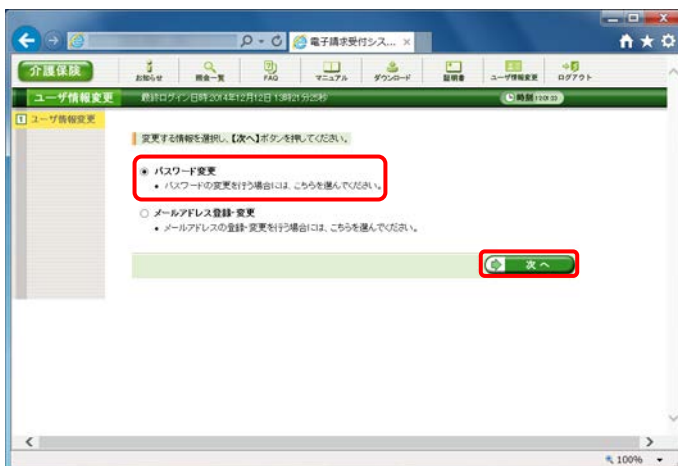 電子請求受付シス... ×
介護保険
お知らせ 照会一覧 FAQ マニュアル ダウンロード 証明書 ユーザ情報変更 ログアウト
ユーザ情報変更 最終ログイン日時 2014年12月12日 13時21分25秒 時刻
1 ユーザ情報変更
変更する情報を選択し、【次へ】ボタンを押してください。
パスワード変更
• パスワードの変更を行う場合には、こちらを選んでください。
メールアドレス登録・変更
• メールアドレスの登録・変更を行う場合には、こちらを選んでください。
次へ
100%